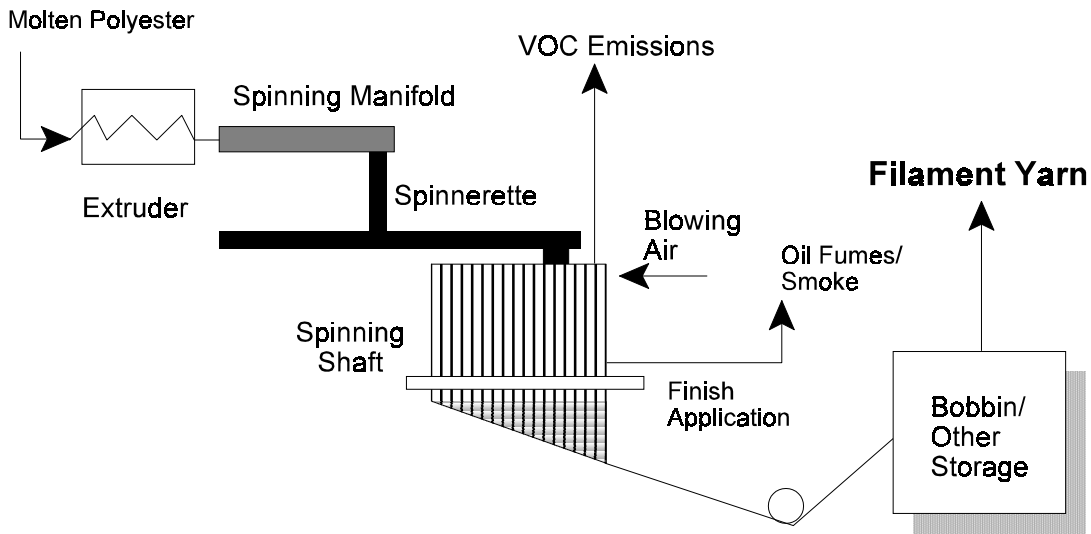 Molten Polyester
VOC Emissions
Spinning Manifold
Filament Yarn
Extruder
Spinnerette
Blowing
Air
Oil Fumes/
Smoke
Spinning
Shaft
Finish
Application
Bobbin/
Other
Storage